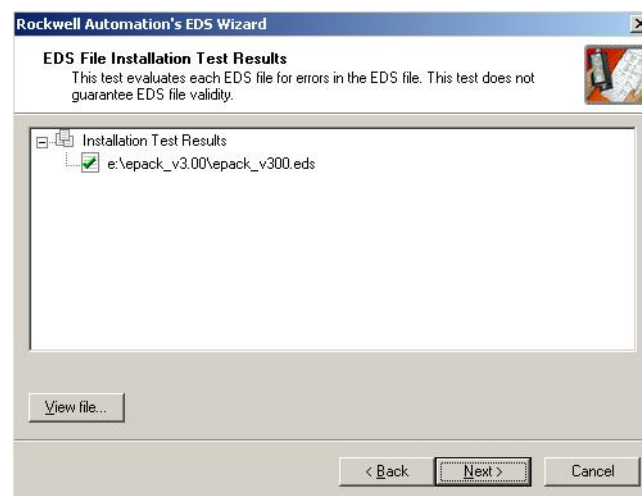 Rockwell Automation's EDS Wizard
EDS File Installation Test Results
This test evaluates each EDS file for errors in the EDS file. This test does not
guarantee EDS file validity.
Installation Test Results
e:\epack_v3.00\epack_v300.eds
View file...
< Back
Next >
Cancel